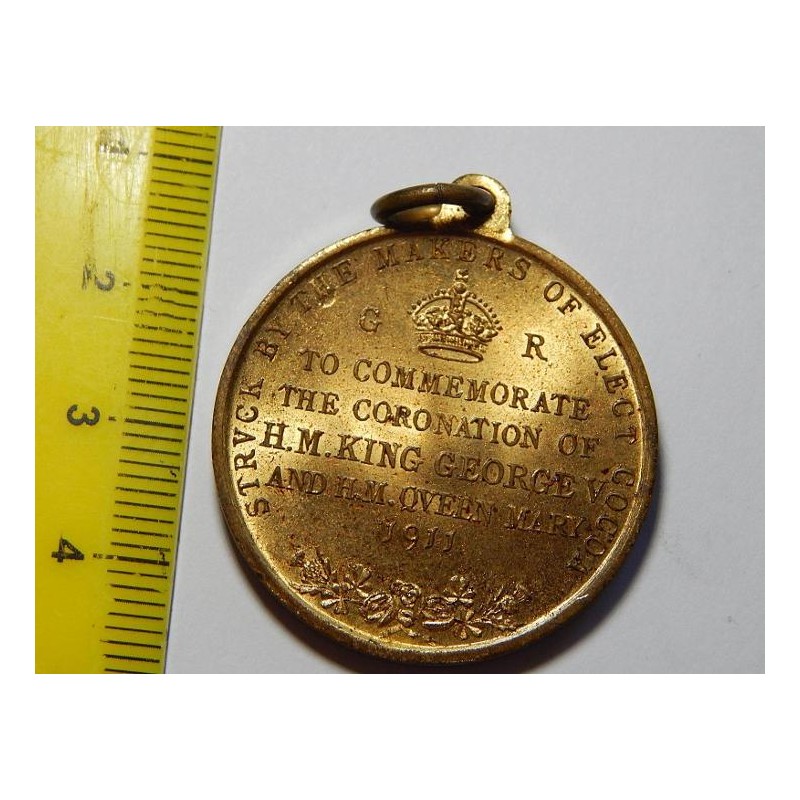 STRVCK BY THE MAKERS OF ELECT COCOA
G R
TO COMMEMORATE
THE CORONATION OF
H.M. KING GEORGE V
AND H.M. QVEEN MARY
1911
1
2
3
4